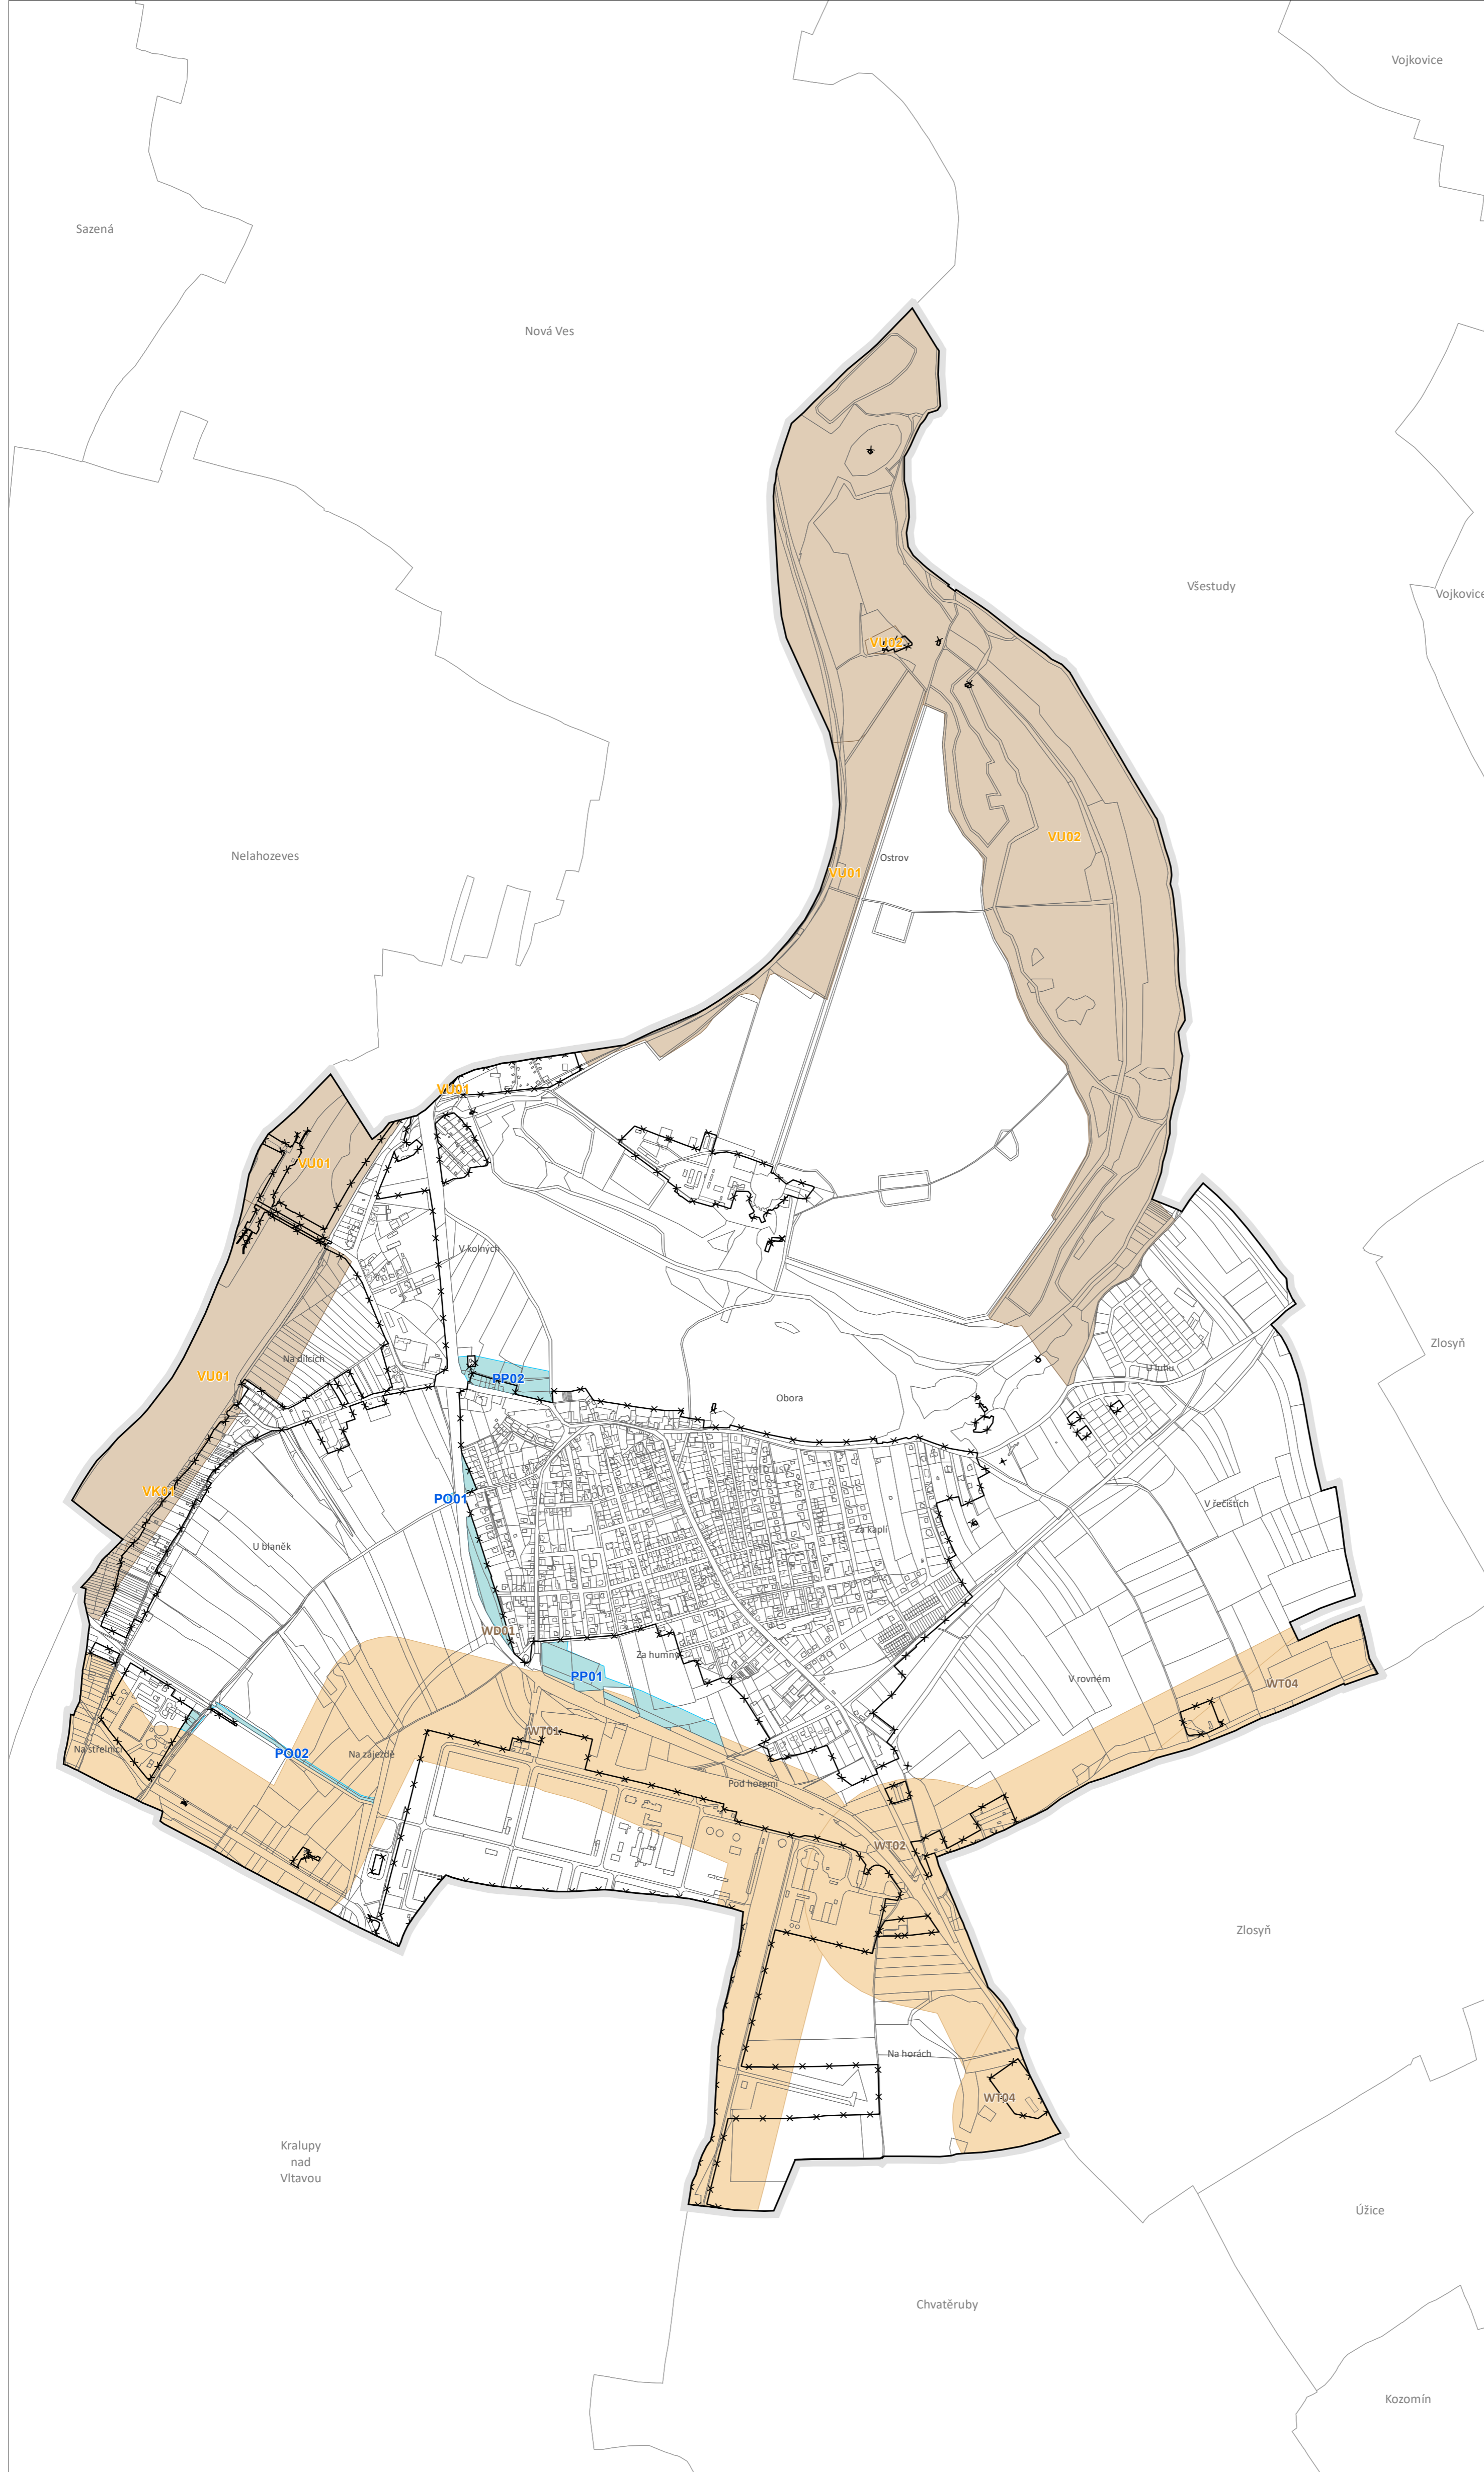 Vojkovice
Sazená
Nová Ves
Všestudy
Vojkovice
VU02
VU02
Nelahozeves
Ostrov
VU01
VU01
VU01
V kolných
Zlosyň
Na dílcích
U luhu
VU01
PP02
Obora
VK01
PO01
V řečištích
Za kaplí
U blaněk
WD01
Za humny
PP01
V rovném
WT04
WT01
Na střelnici
PO02
Na zájezdě
Pod horami
WT02
Zlosyň
Na horách
WT04
Kralupy
nad
Vltavou
Úžice
Chvatěruby
Kozomín